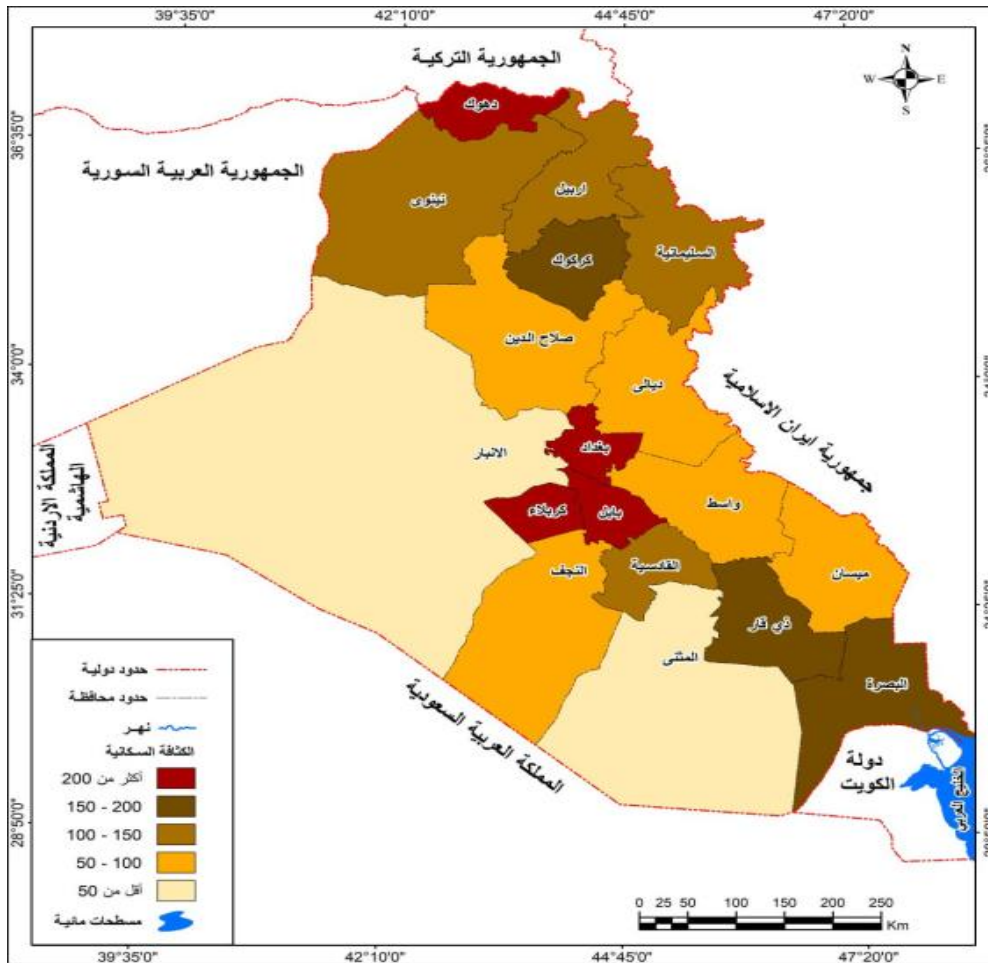 39°35'0"E
42°10'0"E
44°45'0"E
47°20'0"E
الجمهورية التركيـة
N
W
E
S
دهوك
36°35'0"
الجمهورية العربيـة السورية
اربيل
نينوى
السليمانية
كركوك
صلاح الدين
34°0'0"
ديالى
جمهورية ايران الاسلامية
بغداد
الانبار
المملكة الاردنية
الهاشمية
واسط
كربلاء
بابل
القادسية
النجف
ميسان
31°25'0"
ذي قار
المثنى
البصرة
المملكة العربية السعودية
دولة
الكويت
الخليج العربي
28°50'0"
حدود دولية
حدود محافظة
نهـر
الكثافة السكانية
أكثر من 200
150 - 200
100 - 150
50 - 100
أقل من 50
مسطحات مائية
0 25 50 100 150 200 250
Km
39°35'0"E
42°10'0"E
44°45'0"E
47°20'0"E